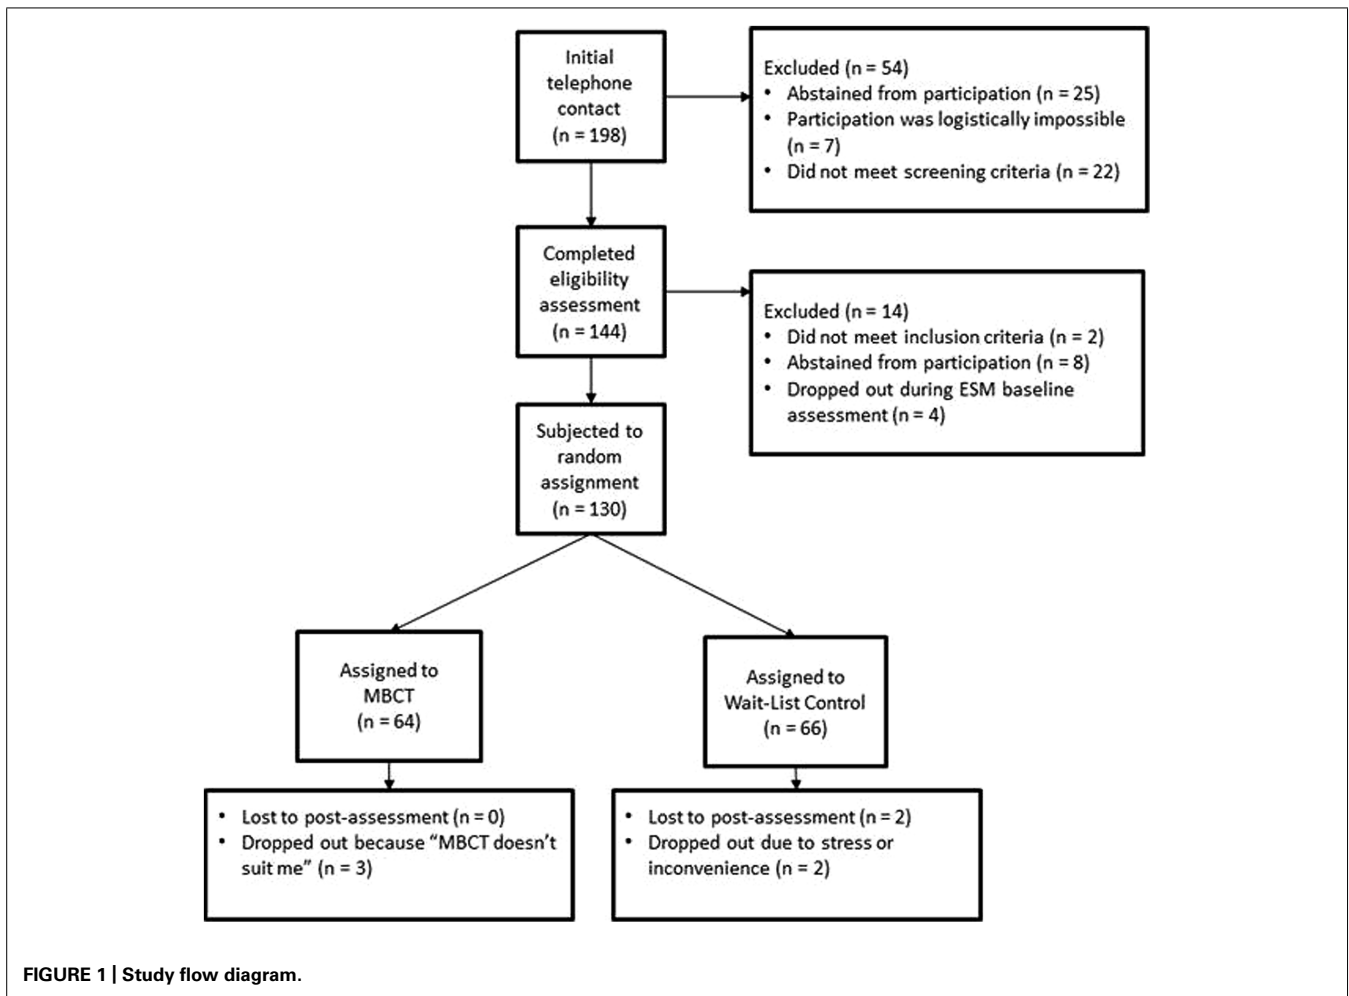 Initial
telephone
contact
(n = 198)
Excluded (n = 54)
• Abstained from participation (n = 25)
• Participation was logistically impossible
(n = 7)
• Did not meet screening criteria (n = 22)
Completed
eligibility
assessment
(n = 144)
Excluded (n = 14)
• Did not meet inclusion criteria (n = 2)
• Abstained from participation (n = 8)
• Dropped out during ESM baseline
assessment (n = 4)
Subjected to
random
assignment
(n = 130)
Assigned to
MBCT
(n = 64)
Assigned to
Wait-List Control
(n = 66)
• Lost to post-assessment (n = 0)
• Dropped out because “MBCT doesn’t
suit me” (n = 3)
• Lost to post-assessment (n = 2)
• Dropped out due to stress or
inconvenience (n = 2)
FIGURE 1 | Study flow diagram.